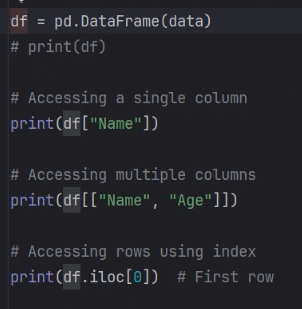 df = pd.DataFrame(data)
# print(df)
# Accessing a single column
print(df["Name"])
# Accessing multiple columns
print(df[["Name", "Age"]])
# Accessing rows using index
print(df.iloc[0])  # First row